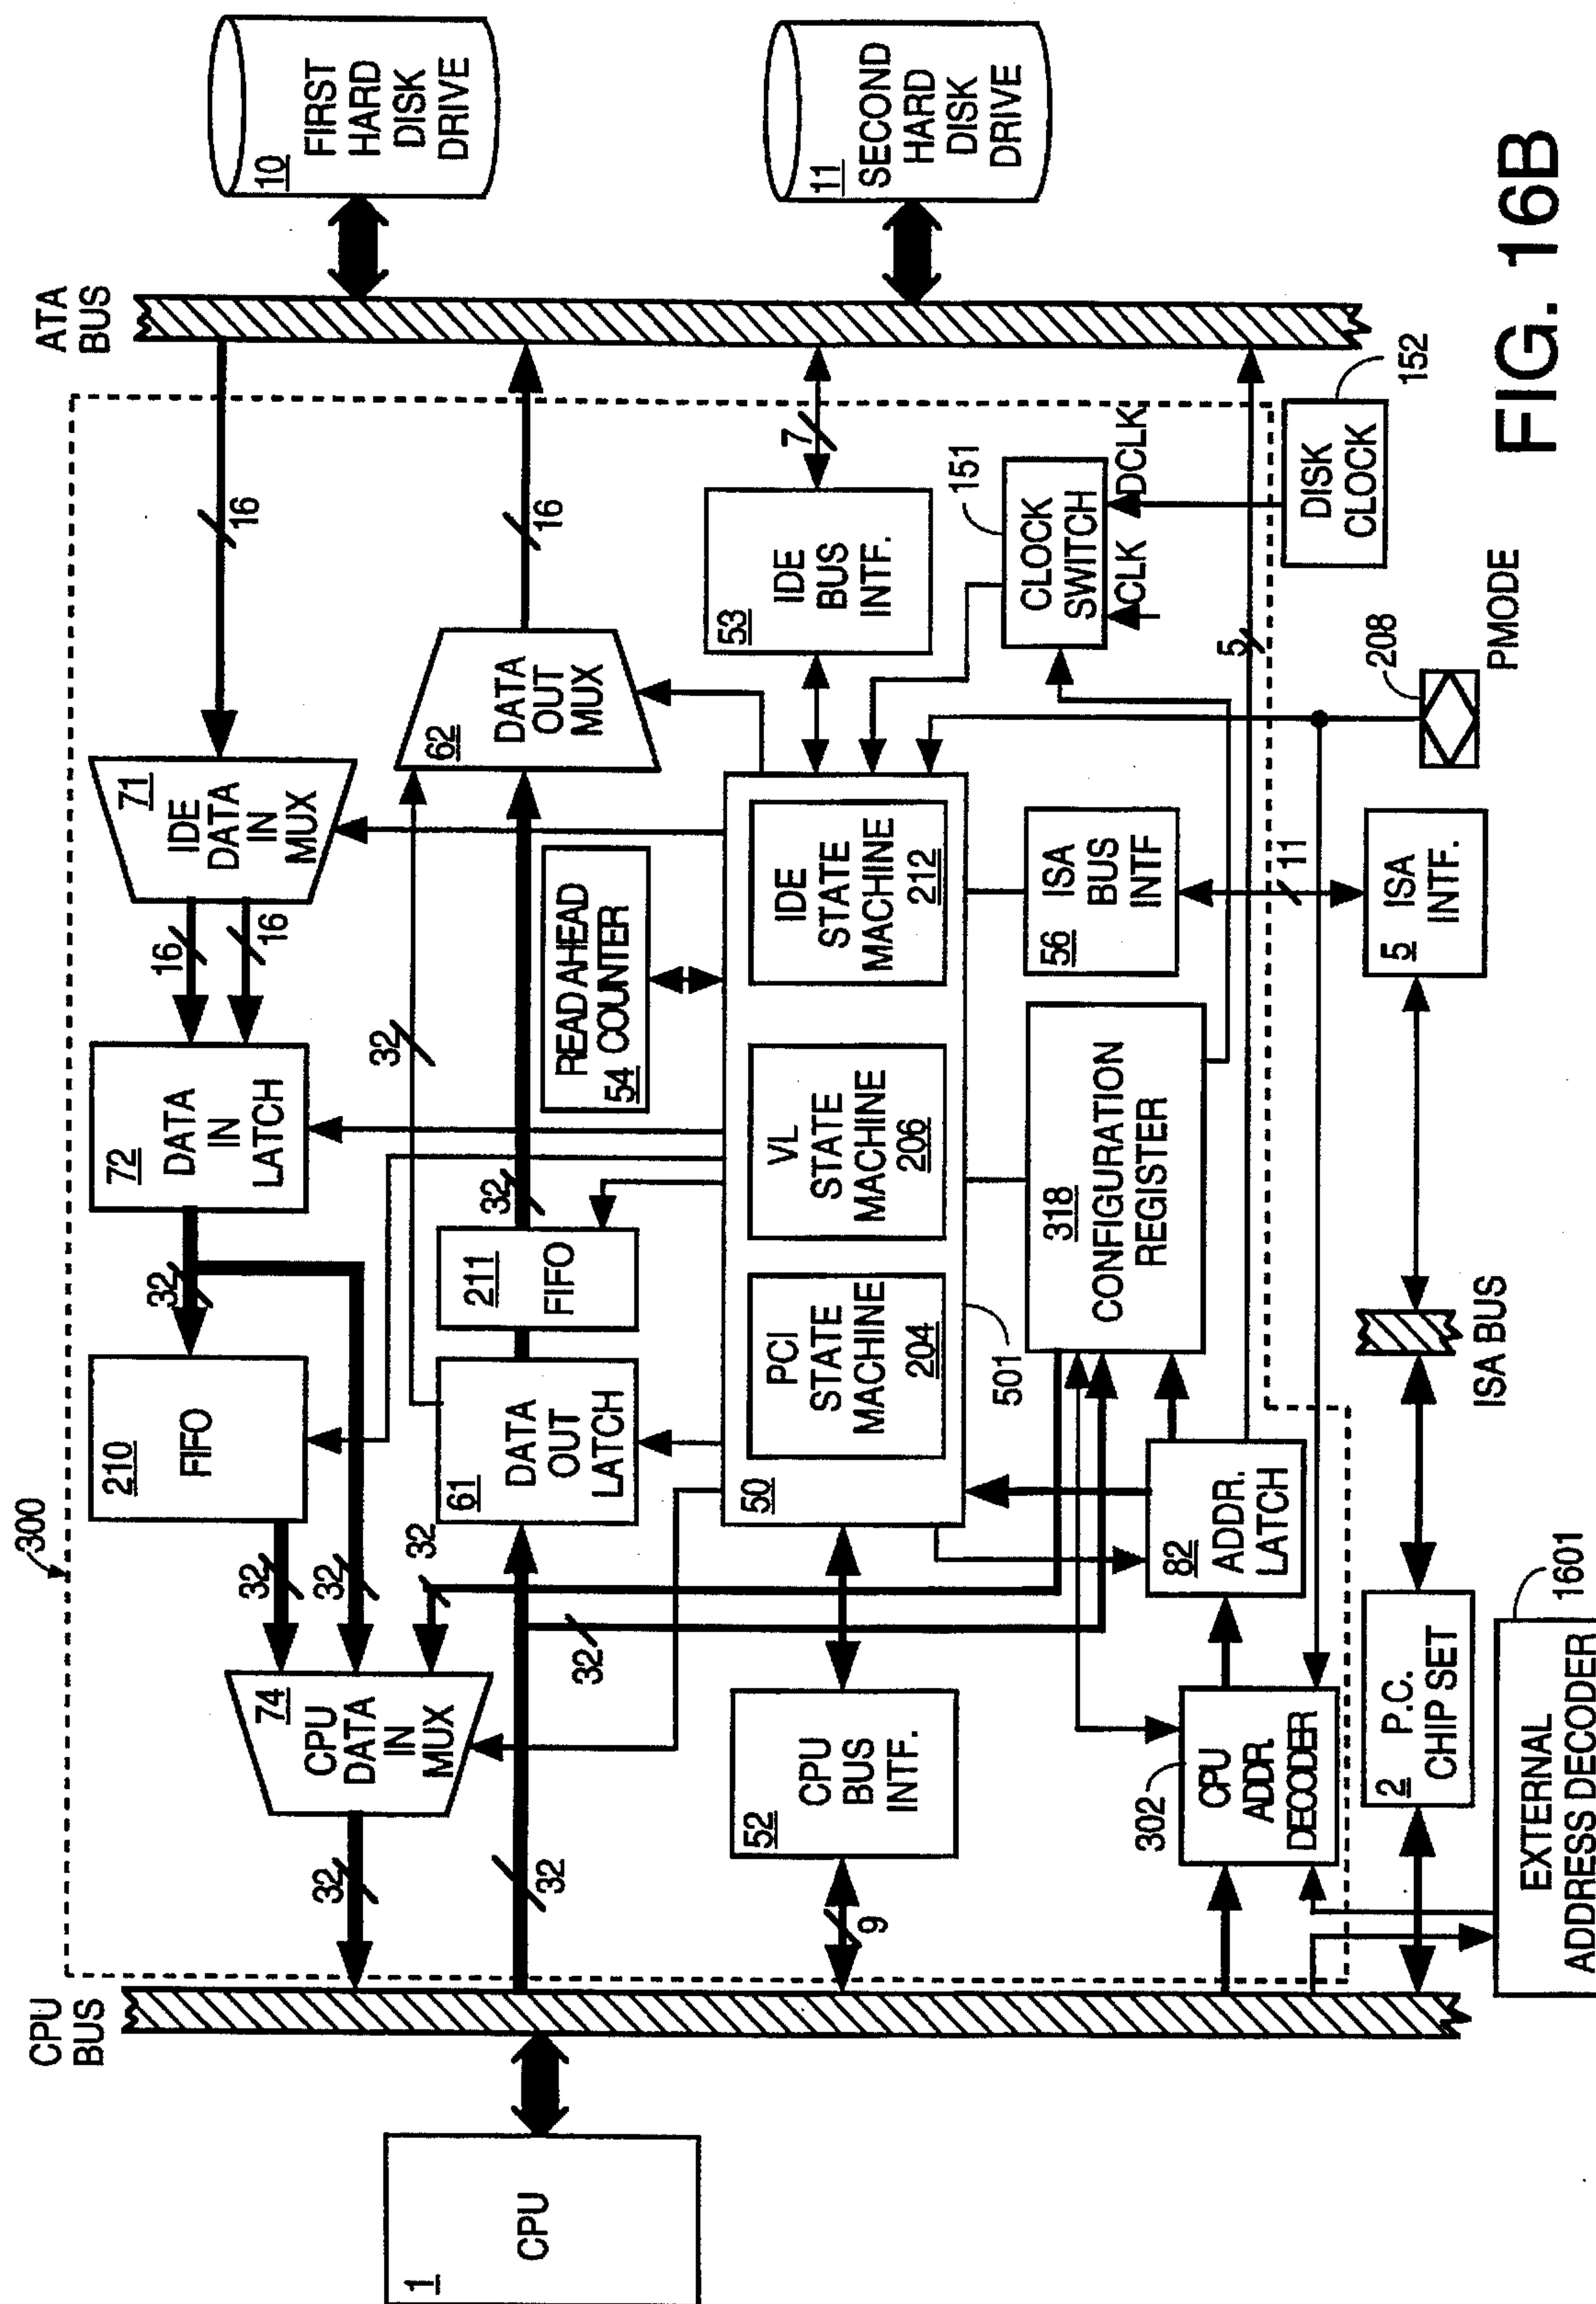 CPU
BUS
300
ATA
BUS
1
CPU
10
FIRST
HARD
DISK
DRIVE
11
SECOND
HARD
DISK
DRIVE
32
74
CPU
DATA
IN
MUX
32
32
32
210
FIFO
32
72
DATA
IN
LATCH
16
16
71
IDE
DATA
IN
MUX
16
32
32
61
DATA
OUT
LATCH
211
FIFO
32
32
62
DATA
OUT
MUX
16
READ AHEAD
54 COUNTER
9
52
CPU
BUS
INTF.
50
PCI
STATE
MACHINE
204
VL
STATE
MACHINE
206
IDE
STATE
MACHINE
212
501
53
IDE
BUS
INTF.
7
302
CPU
ADDR.
DECODER
82
ADDR.
LATCH
318
CONFIGURATION
REGISTER
56
ISA
BUS
INTF
151
CLOCK
SWITCH
CLK
DCLK
5
11
DISK
CLOCK
152
2
P.C.
CHIP SET
ISA BUS
5
ISA
INTF.
208
PMODE
EXTERNAL
ADDRESS DECODER
1601
FIG. 16B